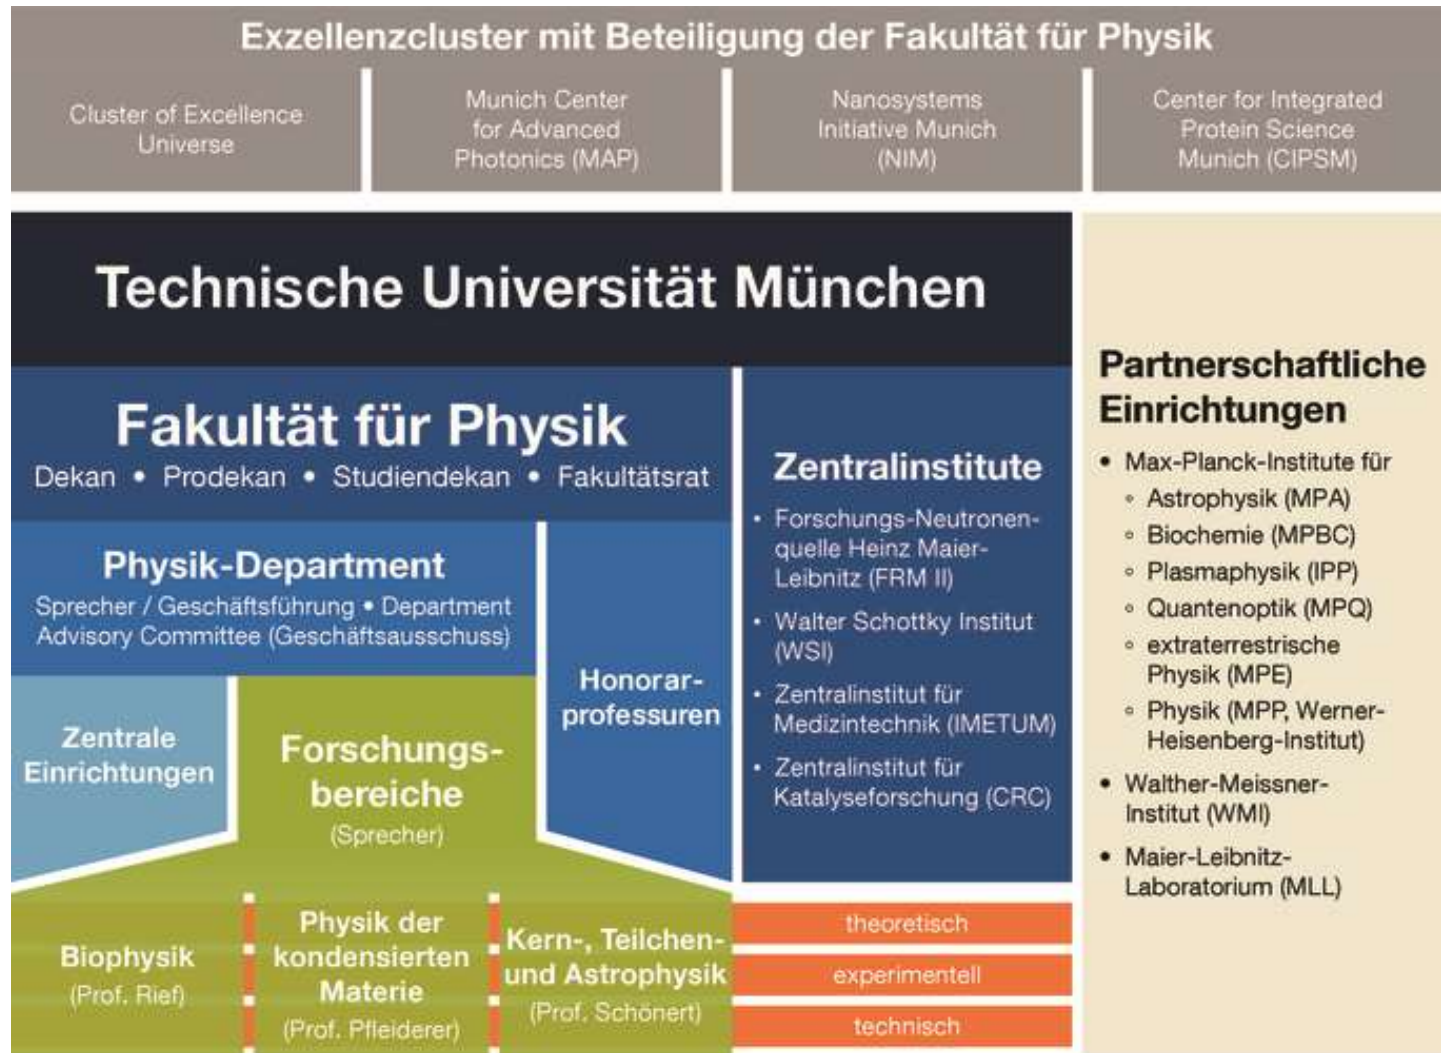 Exzellenzcluster mit Beteiligung der Fakultät für Physik
Cluster of Excellence
Universe
Munich Center
for Advanced
Photonics (MAP)
Nanosystems
Initiative Munich
(NIM)
Center for Integrated
Protein Science
Munich (CIPSM)
Technische Universität München
Fakultät für Physik
Dekan • Prodekan • Studiendekan • Fakultätsrat
Physik-Department
Sprecher / Geschäftsführung • Department
Advisory Committee (Geschäftsausschuss)
Zentrale
Einrichtungen
Forschungs-
bereiche
(Sprecher)
Honorar-
professuren
Zentralinstitute
• Forschungs-Neutronen-
quelle Heinz Maier-
Leibnitz (FRM II)
• Walter Schottky Institut
(WSI)
• Zentralinstitut für
Medizintechnik (IMETUM)
• Zentralinstitut für
Katalyseforschung (CRC)
Biophysik
(Prof. Rief)
Physik der
kondensierten
Materie
(Prof. Pfleiderer)
Kern-, Teilchen-
und Astrophysik
(Prof. Schönert)
theoretisch
experimentell
technisch
Partnerschaftliche
Einrichtungen
• Max-Planck-Institute für
◦ Astrophysik (MPA)
◦ Biochemie (MPBC)
◦ Plasmaphysik (IPP)
◦ Quantenoptik (MPQ)
◦ extraterrestrische
Physik (MPE)
◦ Physik (MPP, Werner-
Heisenberg-Institut)
• Walther-Meissner-
Institut (WMI)
• Maier-Leibnitz-
Laboratorium (MLL)